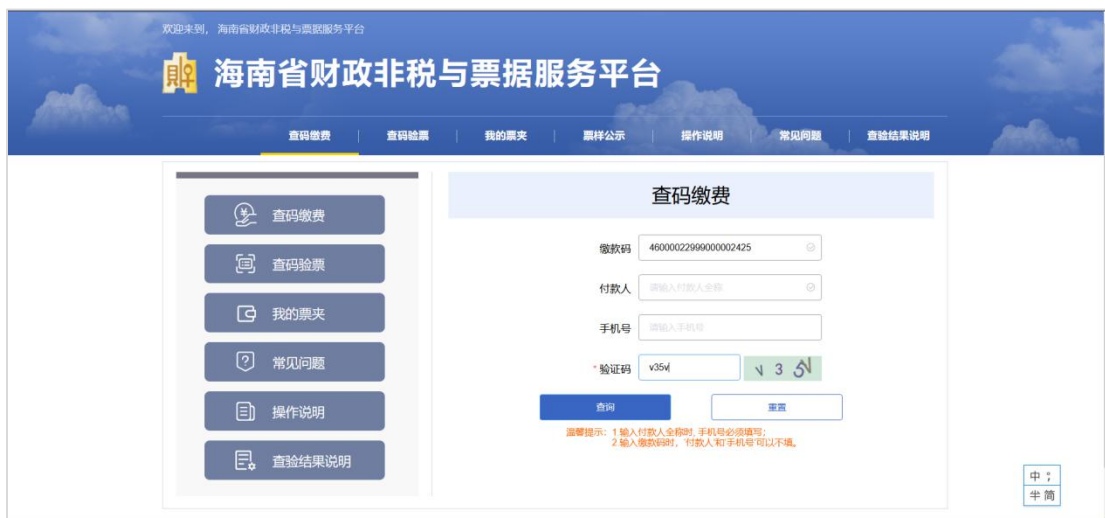 欢迎来到，海南省财政非税与票据服务平台
海南省财政非税与票据服务平台
查码缴费 查码验票 我的票夹 票样公示 操作说明 常见问题 查验结果说明
查码缴费
查码验票
我的票夹
常见问题
操作说明
查验结果说明
查码缴费
缴款码 46000022999000002425
付款人 请输入付款人全称
手机号 请输入手机号
*验证码 v35v v 3 5 v
查询 重置
温馨提示：1 输入付款人全称时, 手机号必须填写;
2 输入缴款码时，'付款人'和'手机号'可以不填。
中
半 简